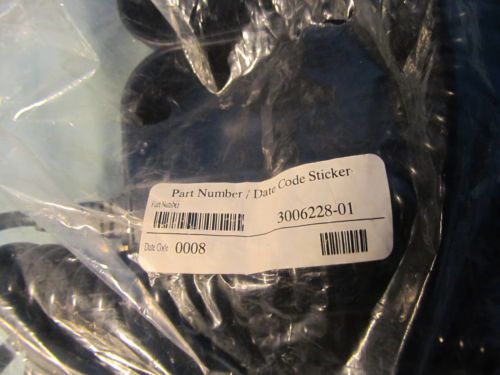 Part Number / Date Code Sticker
Part Number
3006228-01
Date Code 0008